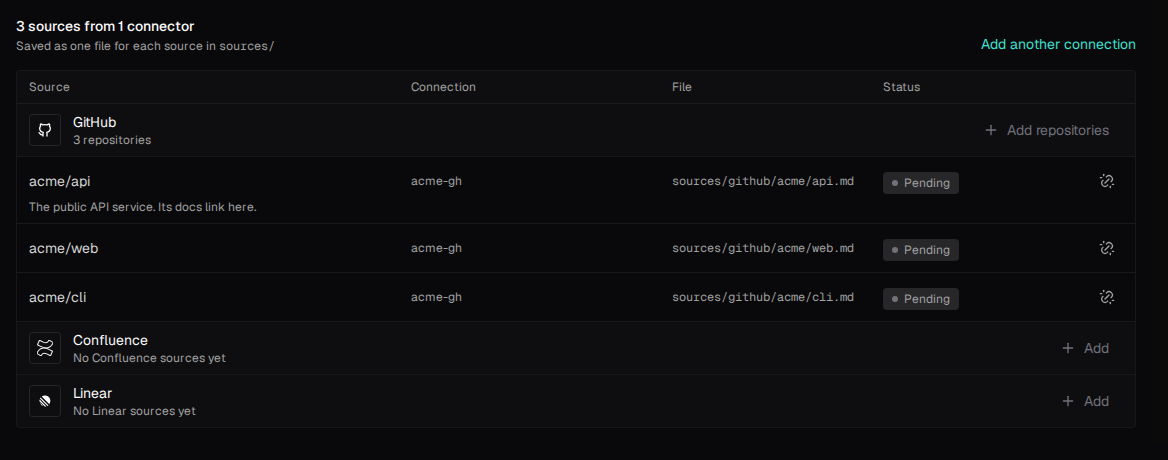 3 sources from 1 connector
Saved as one file for each source in sources/
Add another connection
Source Connection File Status
GitHub
3 repositories
+ Add repositories
acme/api acme-gh sources/github/acme/api.md Pending
The public API service. Its docs link here.
acme/web acme-gh sources/github/acme/web.md Pending
acme/cli acme-gh sources/github/acme/cli.md Pending
Confluence
No Confluence sources yet
+ Add
Linear
No Linear sources yet
+ Add